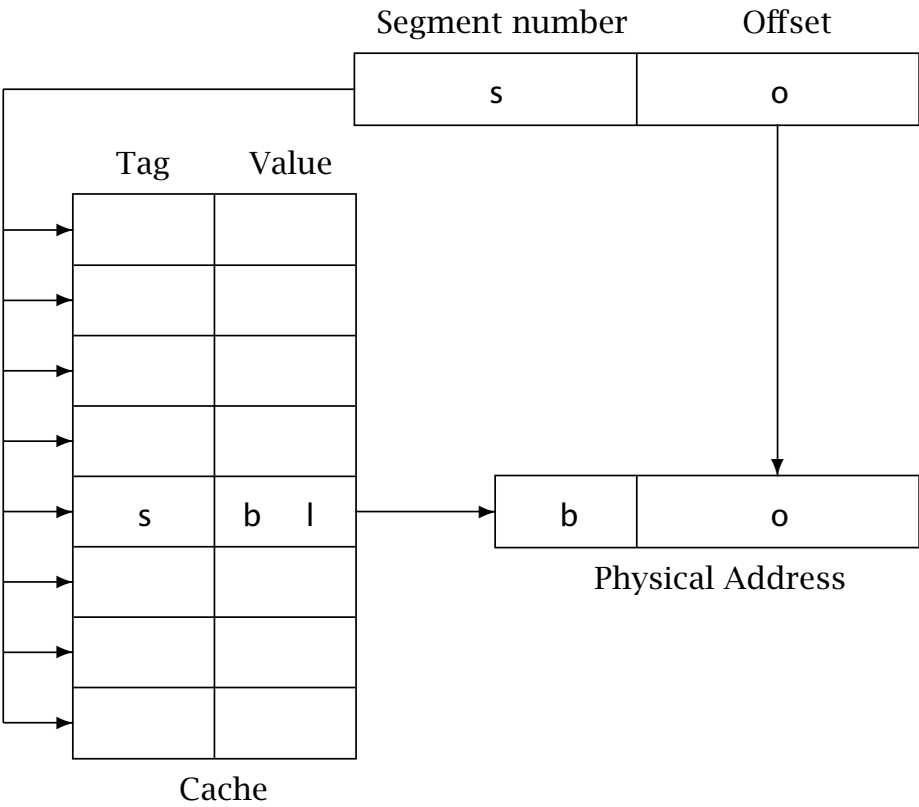 Segment number Offset
s o
Tag Value
s b l b o
Physical Address
Cache